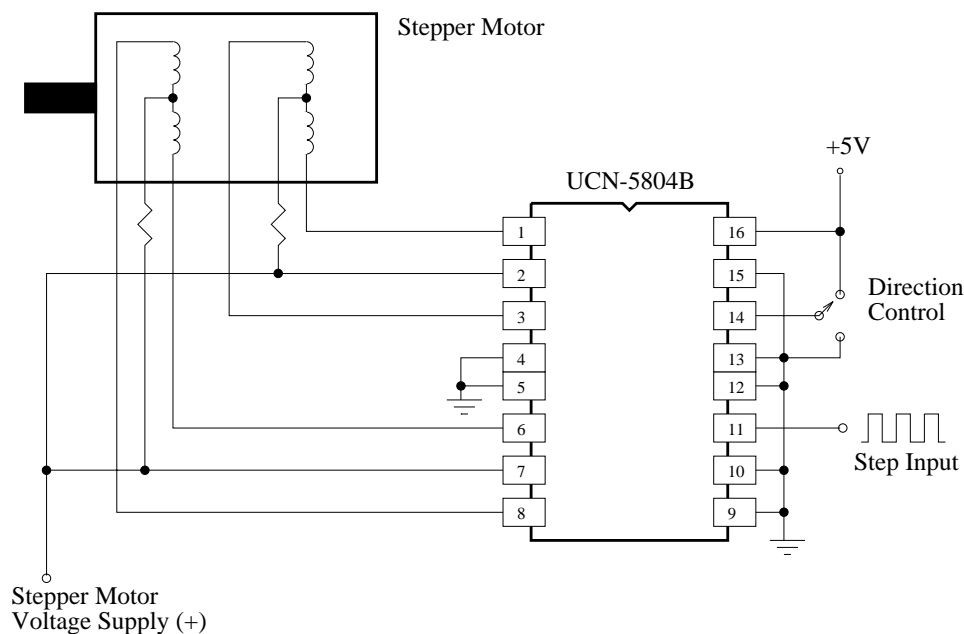 Stepper Motor
+5V
UCN-5804B
1
16
2
15
Direction
Control
3
14
4
13
5
12
6
11
Step Input
7
10
8
9
Stepper Motor
Voltage Supply (+)